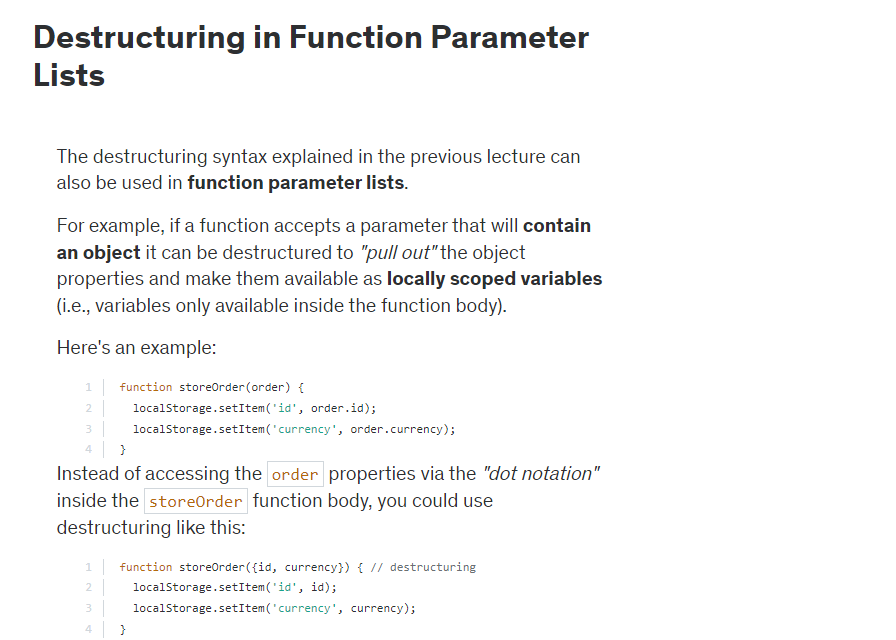 Destructuring in Function Parameter
Lists
The destructuring syntax explained in the previous lecture can
also be used in function parameter lists.
For example, if a function accepts a parameter that will contain
an object it can be destructured to "pull out" the object
properties and make them available as locally scoped variables
(i.e., variables only available inside the function body).
Here's an example:
1 function storeOrder(order) {
2   localStorage.setItem('id', order.id);
3   localStorage.setItem('currency', order.currency);
4 }
Instead of accessing the order properties via the "dot notation"
inside the storeOrder function body, you could use
destructuring like this:
1 function storeOrder({id, currency}) { // destructuring
2   localStorage.setItem('id', id);
3   localStorage.setItem('currency', currency);
4 }